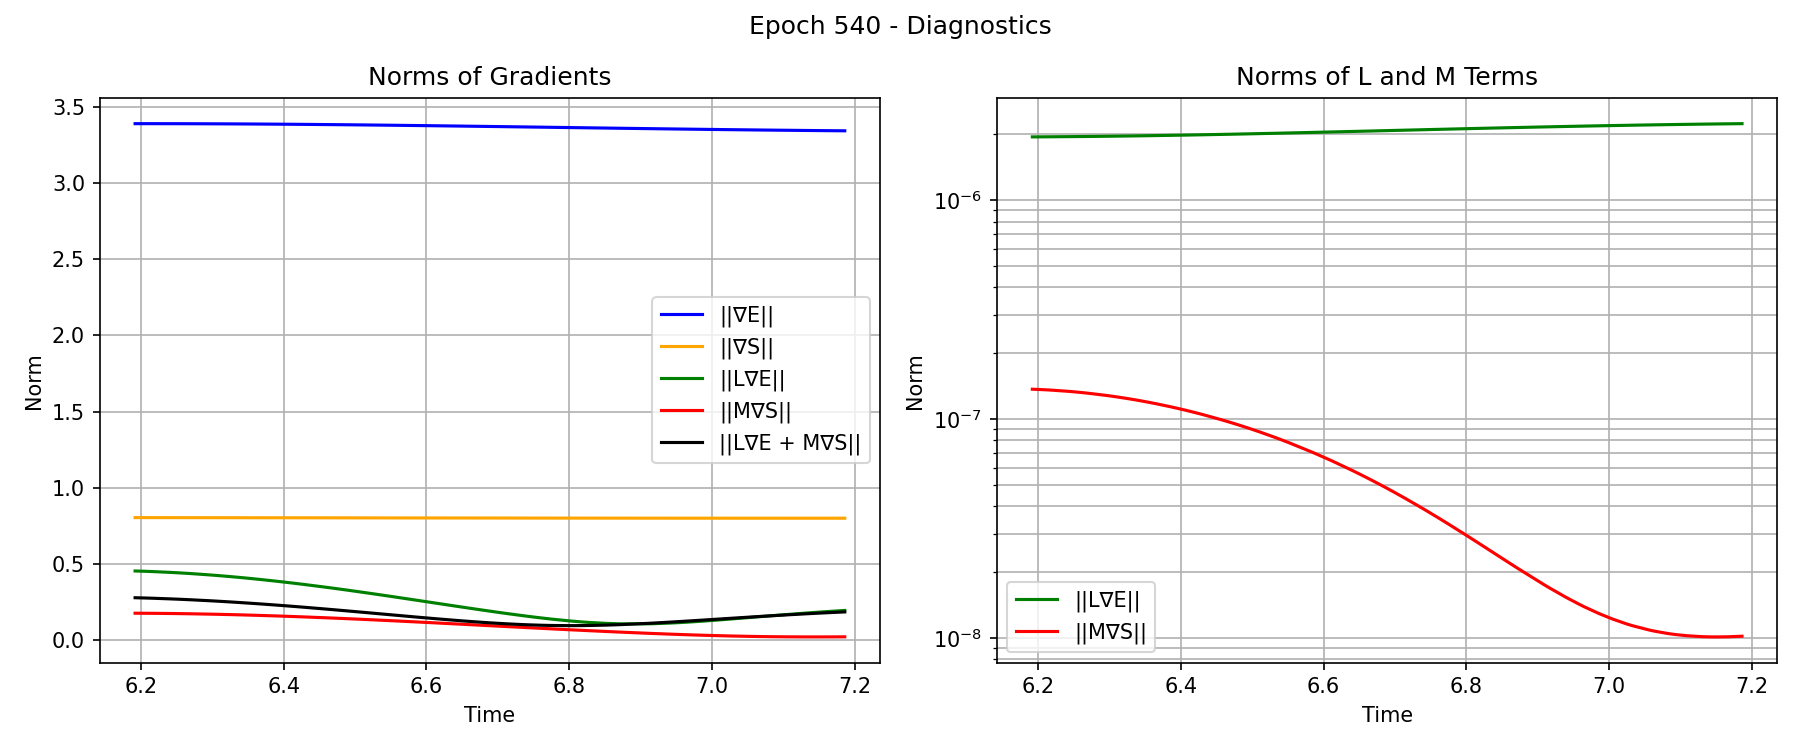 Epoch 540 - Diagnostics
Norms of Gradients
3.5
3.0
2.5
2.0
1.5
1.0
0.5
0.0
Norm
||∇E||
||∇S||
||L∇E||
||M∇S||
||L∇E + M∇S||
6.2 6.4 6.6 6.8 7.0 7.2
Time
Norms of L and M Terms
10⁻⁶
10⁻⁷
10⁻⁸
Norm
||L∇E||
||M∇S||
6.2 6.4 6.6 6.8 7.0 7.2
Time